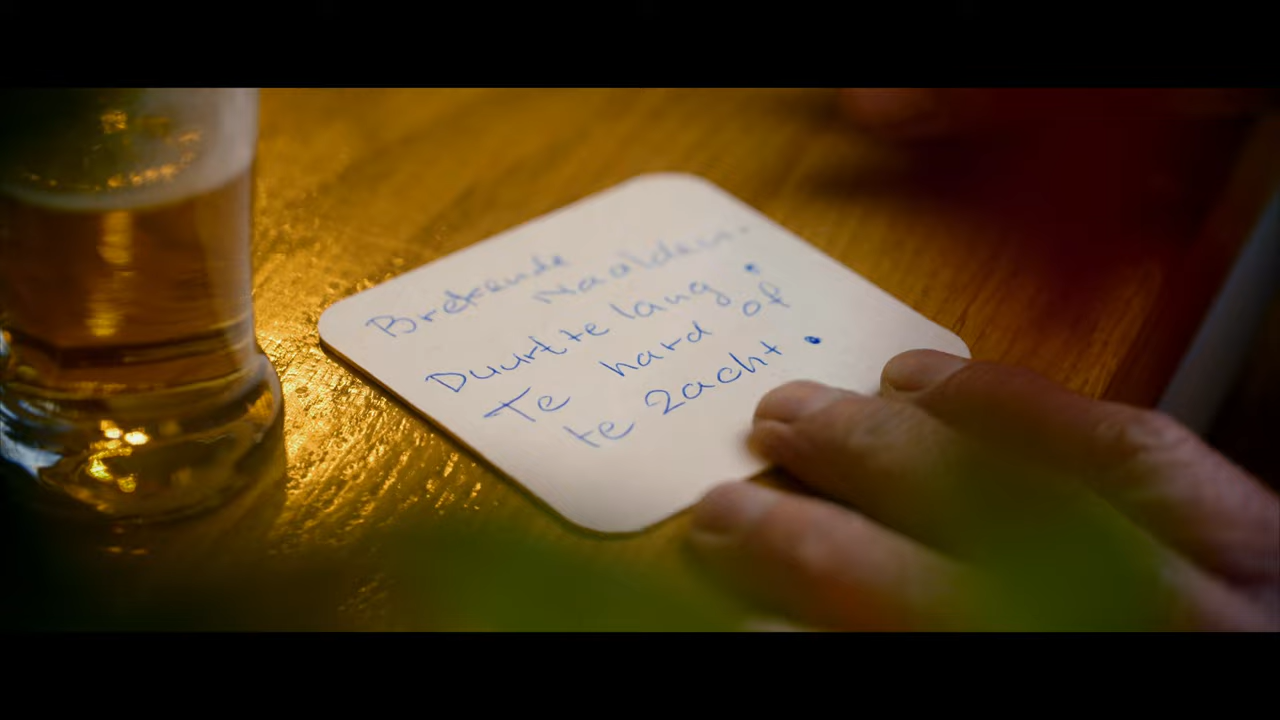 Brekende
Naalden.
Duurt te lang.
Te hard of
te zacht.